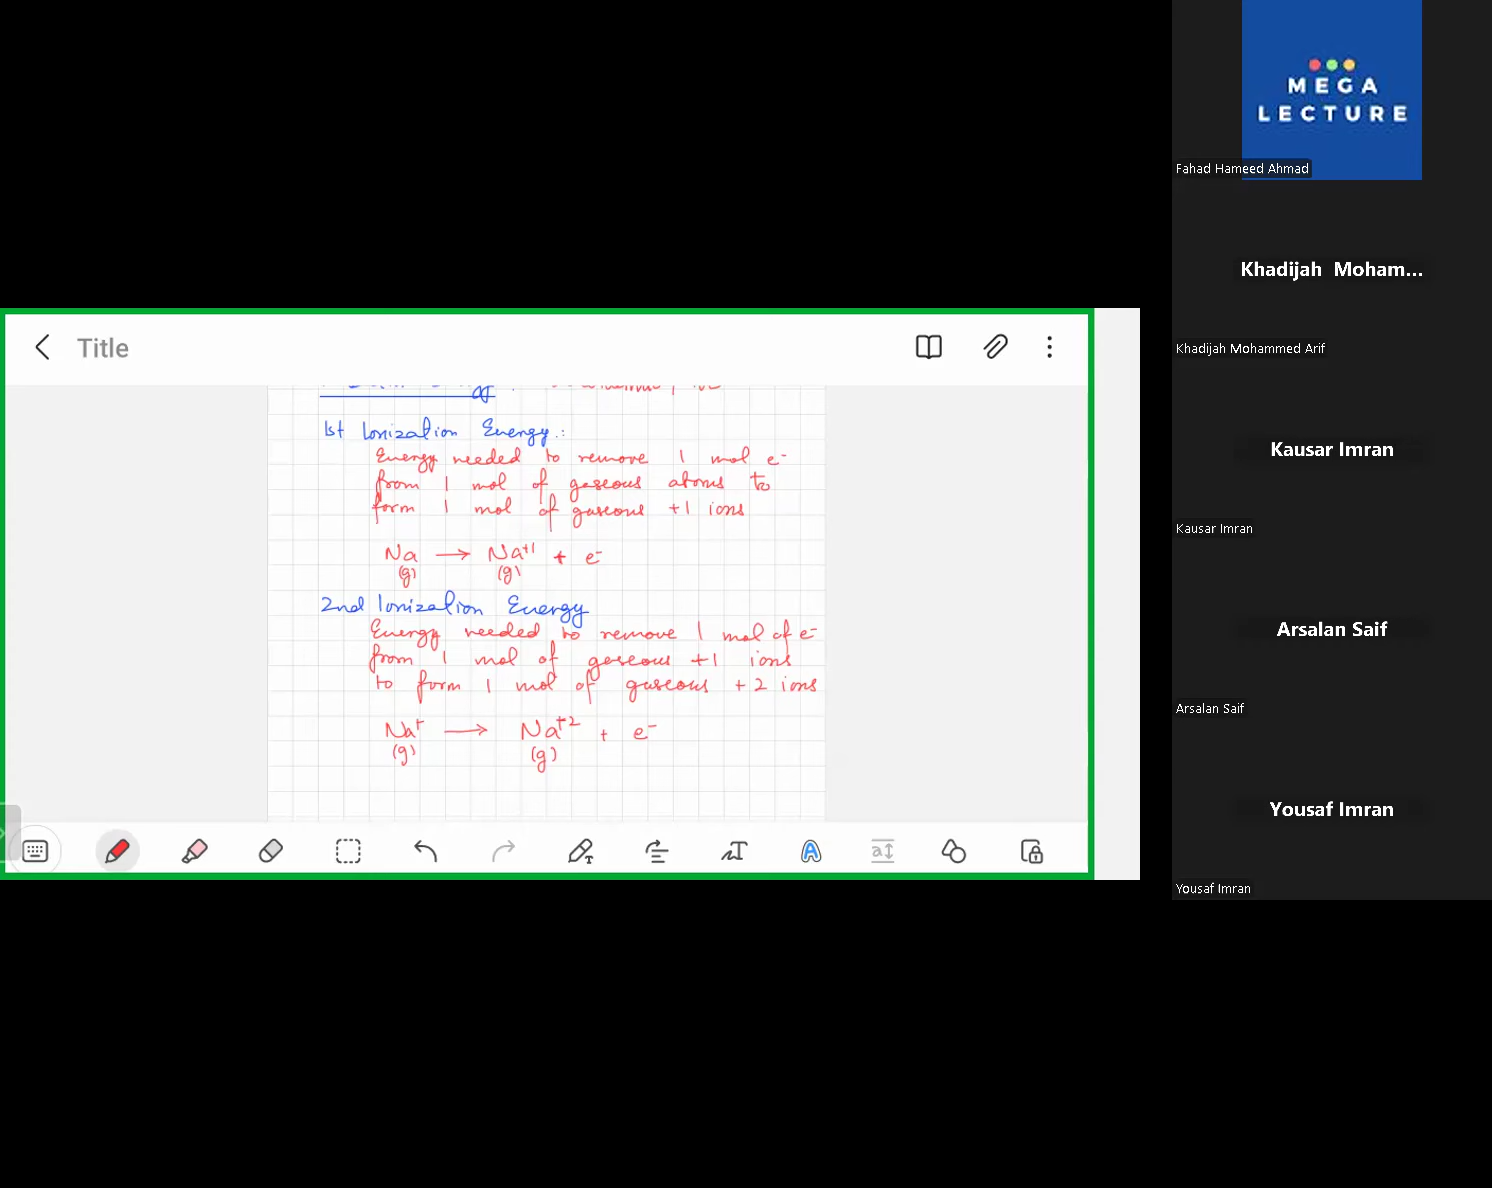 MEGA
LECTURE
Fahad Hameed Ahmad
Khadijah Moham...
Khadijah Mohammed Arif
Kausar Imran
Kausar Imran
Arsalan Saif
Arsalan Saif
Yousaf Imran
Yousaf Imran
Title
1st Ionization Energy :
Energy needed to remove 1 mol e⁻
from 1 mol of gaseous atoms to
form 1 mol of gaseous +1 ions
Na → Na⁺¹ + e⁻
(g) (g)
2nd Ionization Energy
Energy needed to remove 1 mol of e⁻
from 1 mol of gaseous +1 ions
to form 1 mol of gaseous +2 ions
Na⁺ → Na⁺² + e⁻
(g) (g)